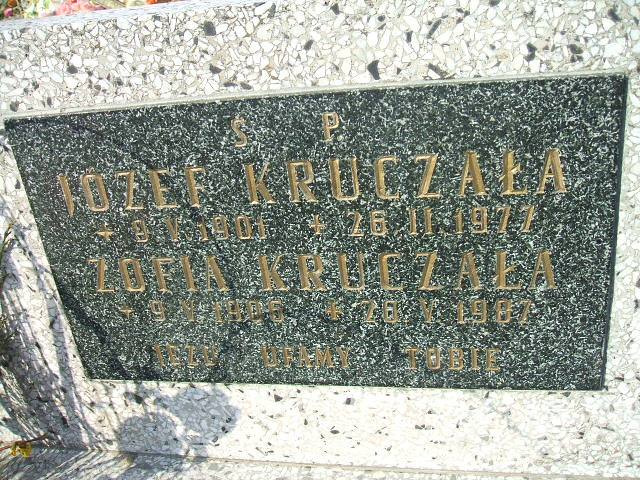 Ś P
JÓZEF KRUCZAŁA
+ 9 V 1901 + 26.II.1977
ZOFIA KRUCZAŁA
+ 9 V 1906 + 20.V.1987
JEZU UFAMY TOBIE